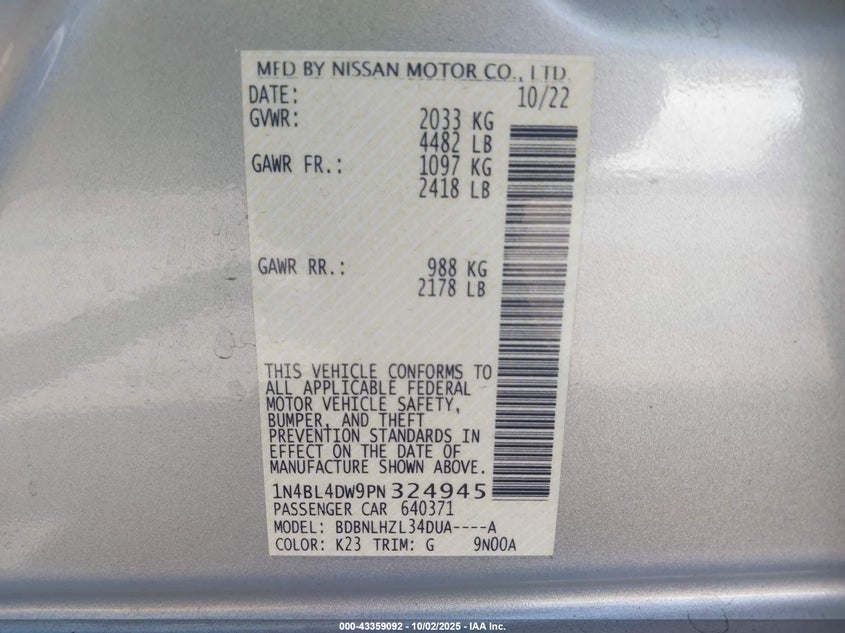 MFD BY NISSAN MOTOR CO., LTD.
DATE: 10/22
GVWR: 2033 KG
4482 LB
GAWR FR.: 1097 KG
2418 LB
GAWR RR.: 988 KG
2178 LB
THIS VEHICLE CONFORMS TO
ALL APPLICABLE FEDERAL
MOTOR VEHICLE SAFETY,
BUMPER, AND THEFT
PREVENTION STANDARDS IN
EFFECT ON THE DATE OF
MANUFACTURE SHOWN ABOVE.
1N4BL4DW9PN324945
PASSENGER CAR 640371
MODEL: BDBNLHZL34DUA----A
COLOR: K23 TRIM: G 9N00A
000-43359092 - 10/02/2025 - IAA Inc.